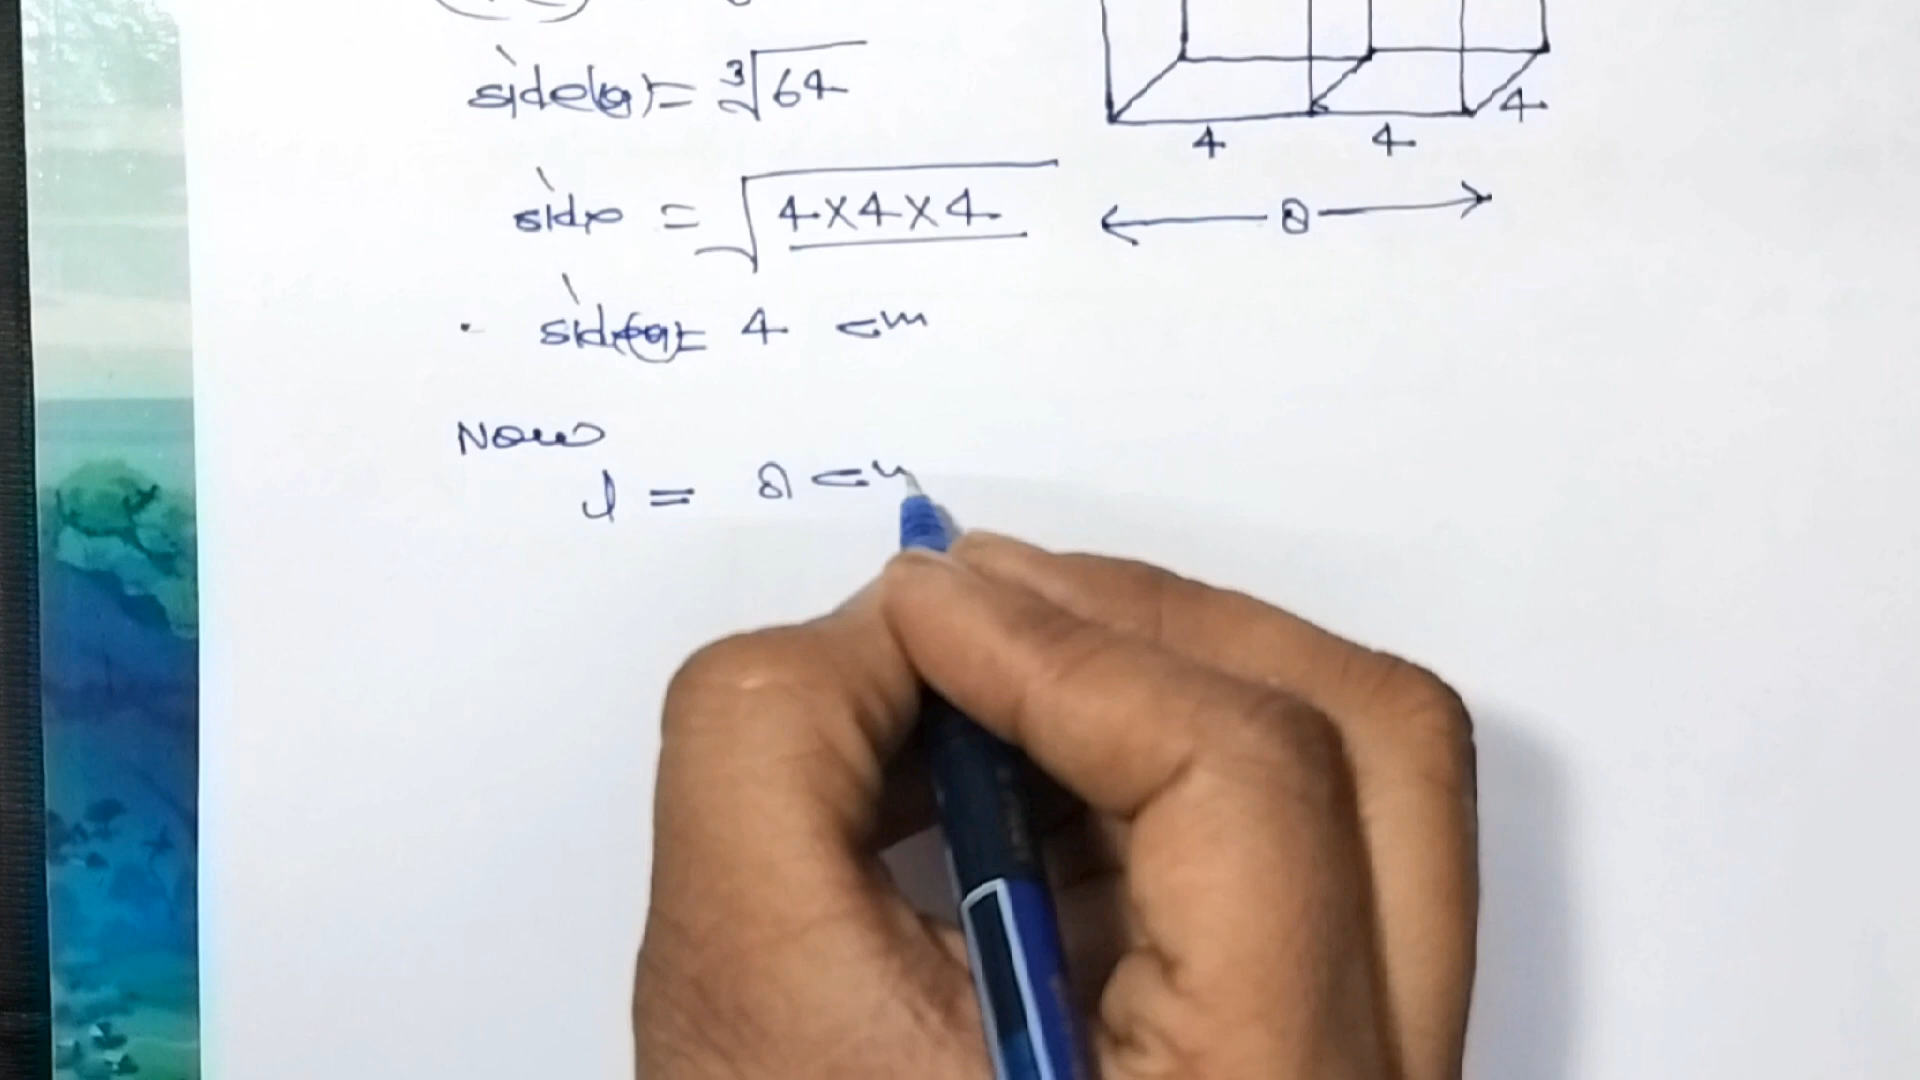 side(a) = ∛64
side = √4×4×4
side(a) = 4 cm
4 4 4
8
Now
l = 8 cm